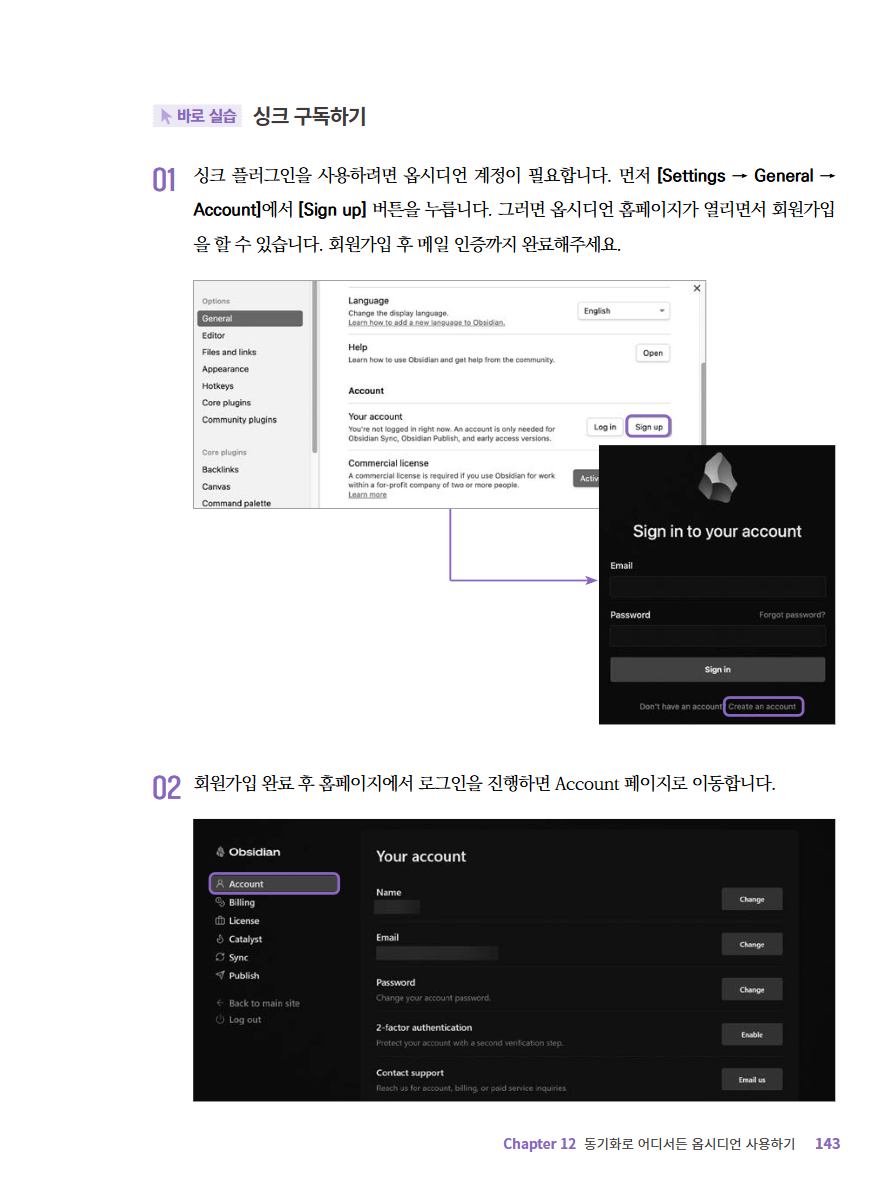 바로 실습 싱크 구독하기
01 싱크 플러그인을 사용하려면 옵시디언 계정이 필요합니다. 먼저 [Settings → General →
Account]에서 [Sign up] 버튼을 누릅니다. 그러면 옵시디언 홈페이지가 열리면서 회원가입
을 할 수 있습니다. 회원가입 후 메일 인증까지 완료해주세요.
Options
General
Editor
Files and links
Appearance
Hotkeys
Core plugins
Community plugins
Core plugins
Backlinks
Canvas
Command palette
Language
Change the display language.
Learn how to add a new language to Obsidian.
English
Help
Learn how to use Obsidian and get help from the community.
Open
Account
Your account
You're not logged in right now. An account is only needed for
Obsidian Sync, Obsidian Publish, and early access versions.
Log in
Sign up
Commercial license
A commercial license is required if you use Obsidian for work
within a for-profit company of two or more people.
Learn more
Activ
Sign in to your account
Email
Password
Forgot password?
Sign in
Don't have an account
Create an account
02 회원가입 완료 후 홈페이지에서 로그인을 진행하면 Account 페이지로 이동합니다.
Obsidian
Account
Billing
License
Catalyst
Sync
Publish
Back to main site
Log out
Your account
Name
Change
Email
Change
Password
Change your account password.
Change
2-factor authentication
Protect your account with a second verification step.
Enable
Contact support
Reach us for account, billing, or paid service inquiries.
Email us
Chapter 12 동기화로 어디서든 옵시디언 사용하기 143